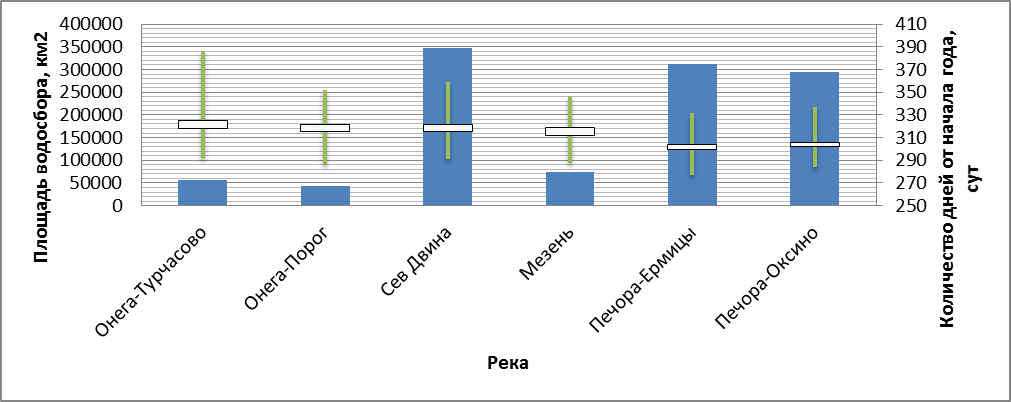 Площадь водосбора, км2
400000
350000
300000
250000
200000
150000
100000
50000
0
410
390
370
350
330
310
290
270
250
Количество дней от начала года,
сут
Онега-Турчасово
Онега-Порог
Сев Двина
Мезень
Печора-Ермицы
Печора-Оксино
Река